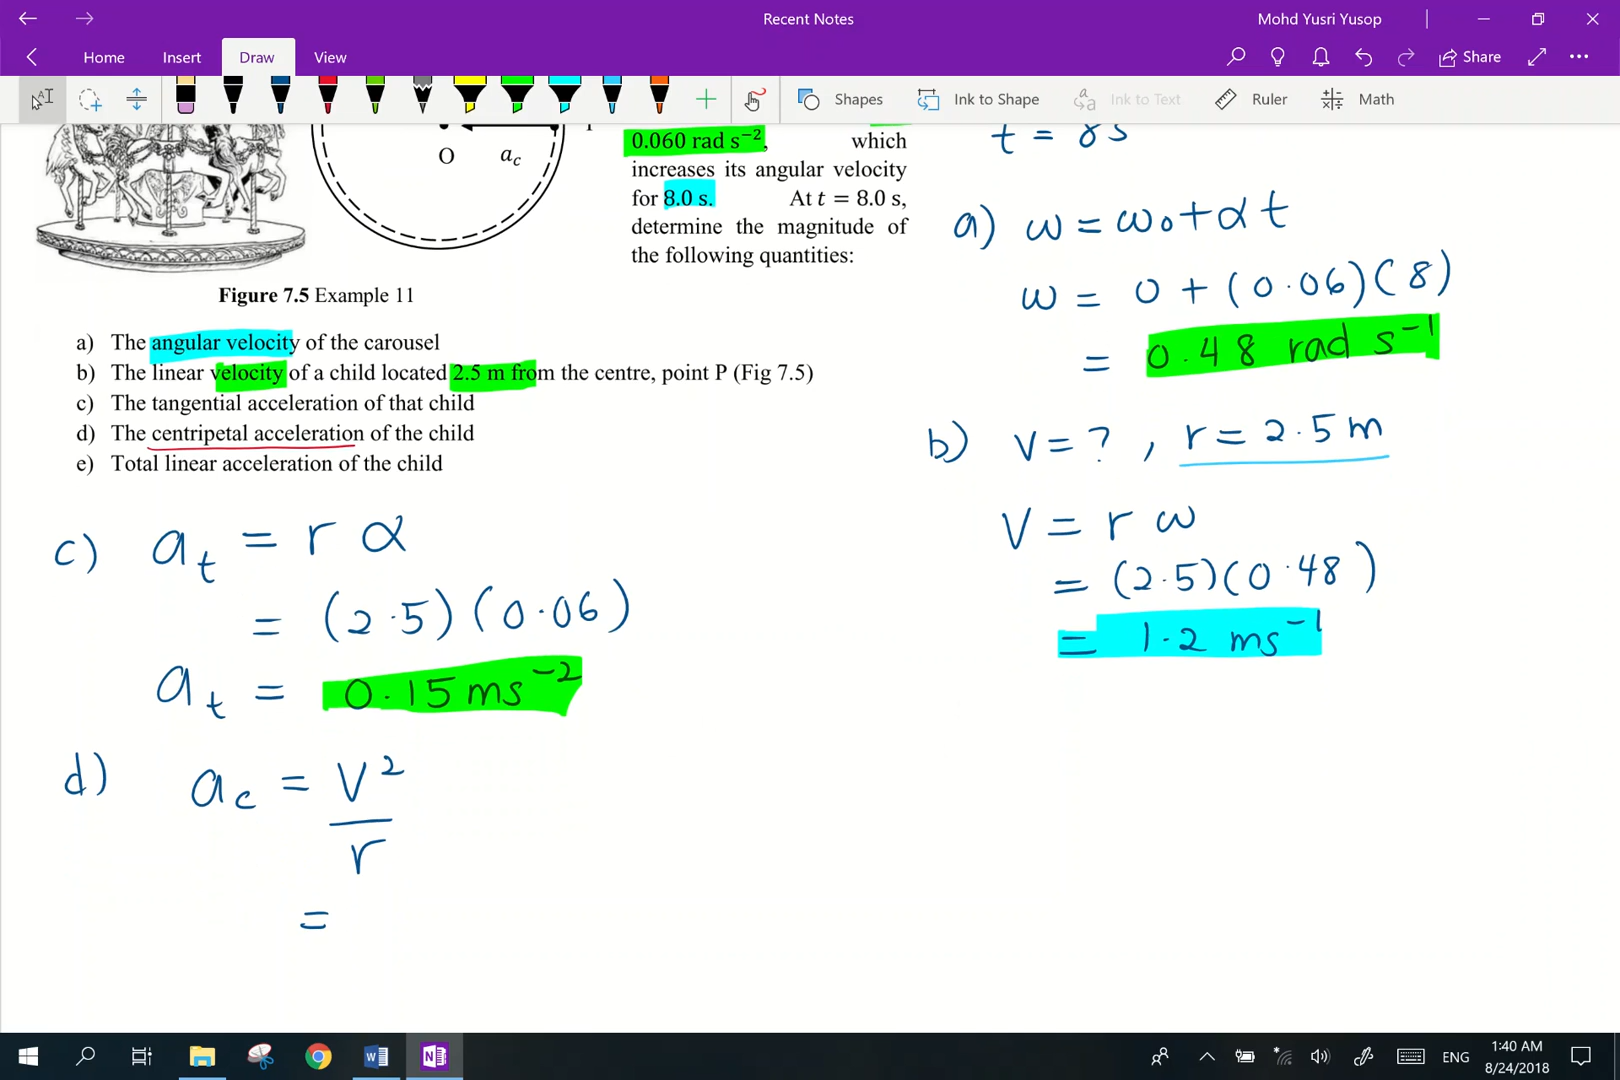 Recent Notes
Mohd Yusri Yusop
Home Insert Draw View
Share
Shapes Ink to Shape Ink to Text Ruler Math
O a_c
0.060 rad s⁻², which
increases its angular velocity
for 8.0 s. At t = 8.0 s,
determine the magnitude of
the following quantities:
Figure 7.5 Example 11
a) The angular velocity of the carousel
b) The linear velocity of a child located 2.5 m from the centre, point P (Fig 7.5)
c) The tangential acceleration of that child
d) The centripetal acceleration of the child
e) Total linear acceleration of the child
t = 8s
a) ω = ω₀+αt
ω = 0 + (0.06)(8)
= 0.48 rad s⁻¹
b) v = ? , r = 2.5 m
V = r ω
= (2.5)(0.48)
= 1.2 ms⁻¹
c) a_t = r α
= (2.5)(0.06)
a_t = 0.15 ms⁻²
d) a_c = V²
r
=
ENG
1:40 AM
8/24/2018